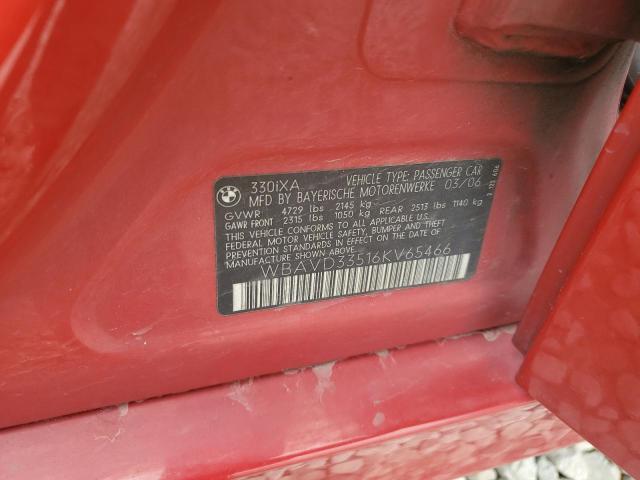 330iXA VEHICLE TYPE: PASSENGER CAR
MFD BY BAYERISCHE MOTORENWERKE 03/06
GVWR 4729 lbs 2145 kg
GAWR FRONT 2315 lbs 1050 kg REAR 2513 lbs 1140 kg
THIS VEHICLE CONFORMS TO ALL APPLICABLE
FEDERAL MOTOR VEHICLE SAFETY, BUMPER, AND
THEFT PREVENTION STANDARDS IN EFFECT ON THE
DATE OF MANUFACTURE SHOWN ABOVE.
WBAVD33516KV65466